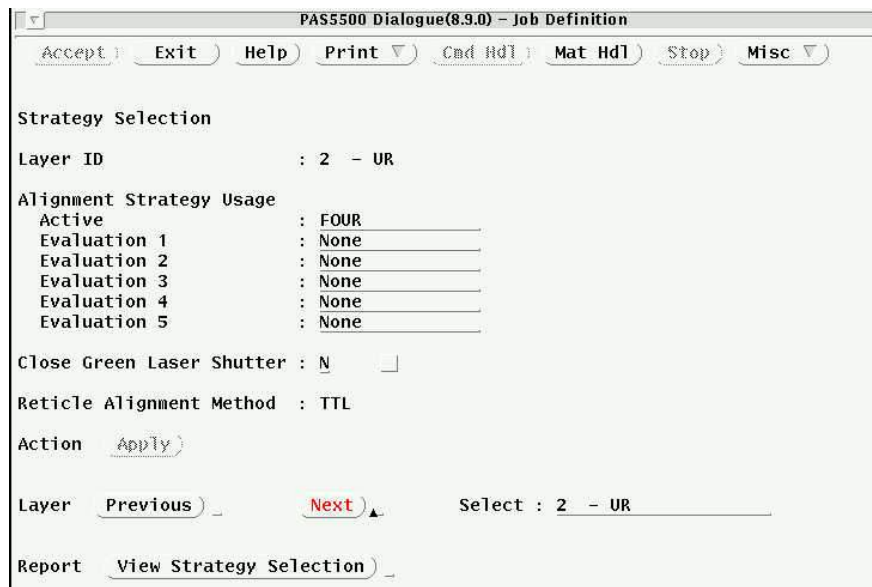 PAS5500 Dialogue(8.9.0) – Job Definition
Accept Exit Help Print Cmd Hdl Mat Hdl Stop Misc
Strategy Selection
Layer ID : 2 - UR
Alignment Strategy Usage
Active : FOUR
Evaluation 1 : None
Evaluation 2 : None
Evaluation 3 : None
Evaluation 4 : None
Evaluation 5 : None
Close Green Laser Shutter : N
Reticle Alignment Method : TTL
Action Apply
Layer Previous Next Select : 2 - UR
Report View Strategy Selection